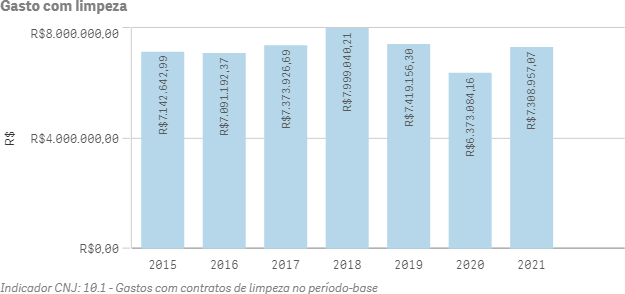 Gasto com limpeza
R$8.000.000,00
R$4.000.000,00
R$0,00
R$
R$7.142.642,99
R$7.091.192,37
R$7.373.926,69
R$7.999.040,21
R$7.419.156,30
R$6.373.084,16
R$7.308.957,07
2015 2016 2017 2018 2019 2020 2021
Indicador CNJ: 10.1 - Gastos com contratos de limpeza no período-base